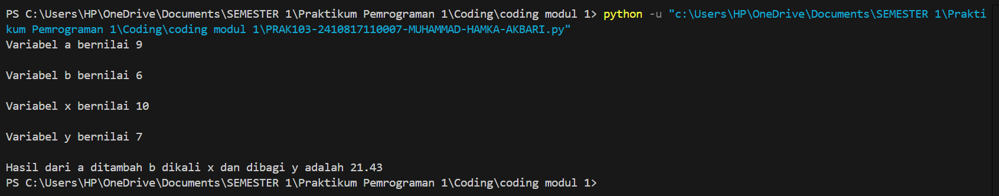 PS C:\Users\HP\OneDrive\Documents\SEMESTER 1\Praktikum Pemrograman 1\Coding\coding modul 1> python -u "c:\Users\HP\OneDrive\Documents\SEMESTER 1\Prakti
kum Pemrograman 1\Coding\coding modul 1\PRAK103-2410817110007-MUHAMMAD-HAMKA-AKBARI.py"
Variabel a bernilai 9
Variabel b bernilai 6
Variabel x bernilai 10
Variabel y bernilai 7
Hasil dari a ditambah b dikali x dan dibagi y adalah 21.43
PS C:\Users\HP\OneDrive\Documents\SEMESTER 1\Praktikum Pemrograman 1\Coding\coding modul 1>